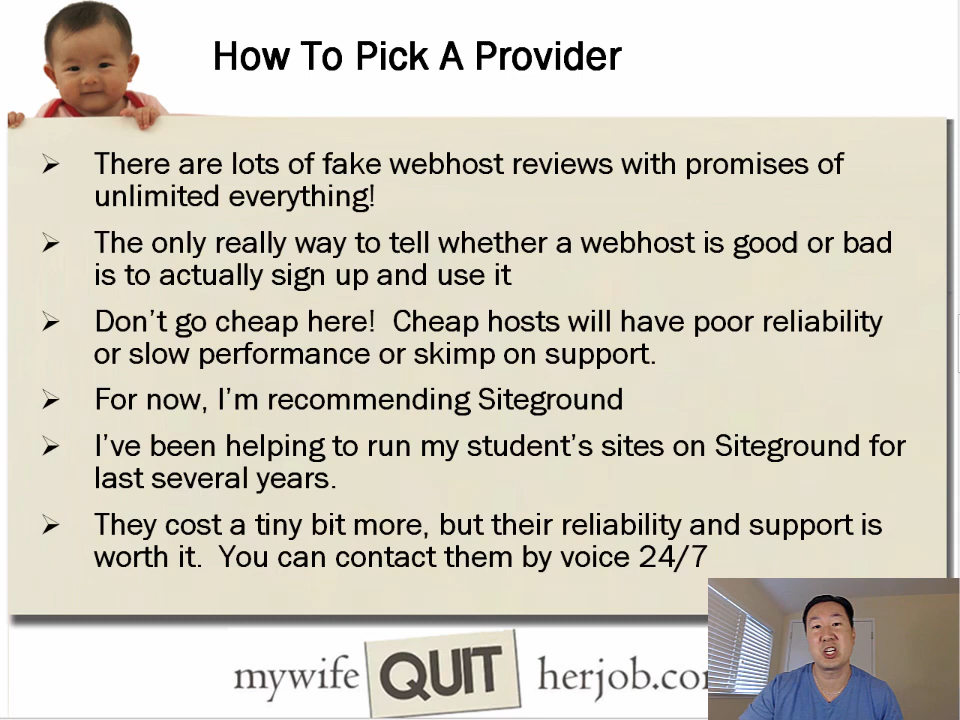 How To Pick A Provider
➢ There are lots of fake webhost reviews with promises of
unlimited everything!
➢ The only really way to tell whether a webhost is good or bad
is to actually sign up and use it
➢ Don't go cheap here!  Cheap hosts will have poor reliability
or slow performance or skimp on support.
➢ For now, I'm recommending Siteground
➢ I've been helping to run my student's sites on Siteground for
last several years.
➢ They cost a tiny bit more, but their reliability and support is
worth it.  You can contact them by voice 24/7
mywife QUIT herjob.co